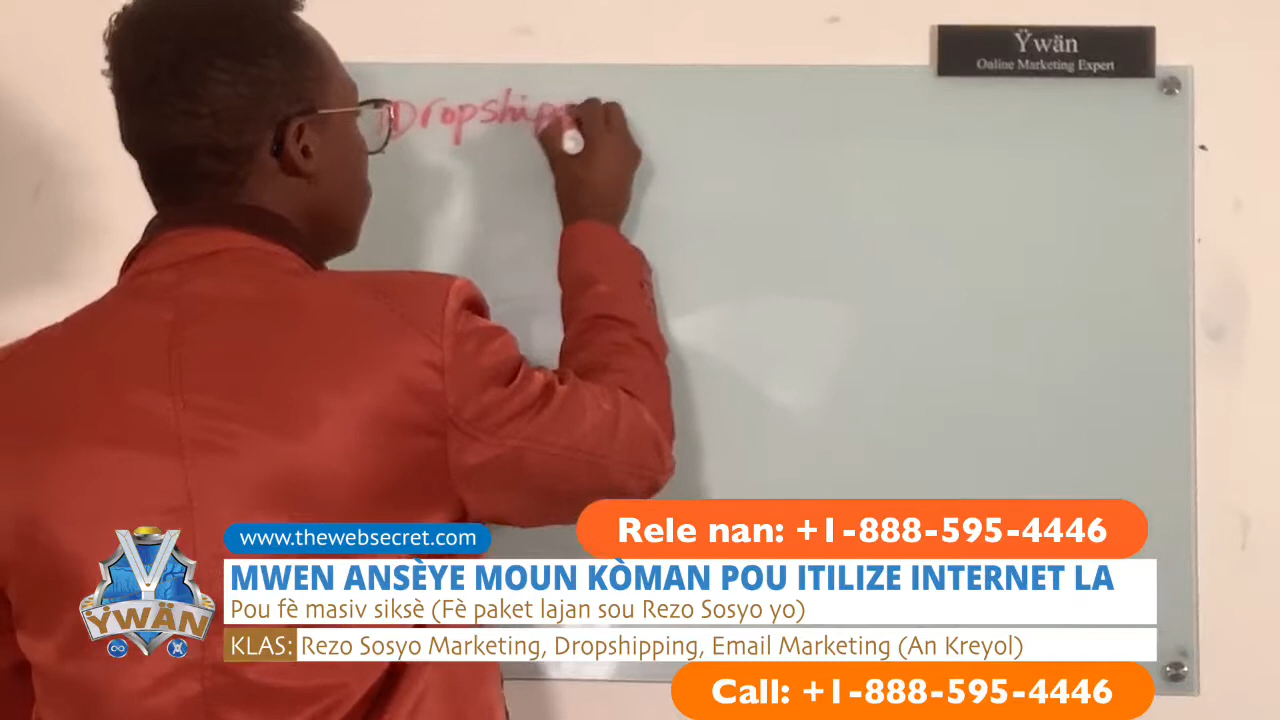 Ÿwän
Online Marketing Expert
Dropshipp
Rele nan: +1-888-595-4446
www.thewebsecret.com
MWEN ANSÈYE MOUN KÒMAN POU ITILIZE INTERNET LA
Pou fè masiv siksè (Fè paket lajan sou Rezo Sosyo yo)
ŸWÄN
KLAS: Rezo Sosyo Marketing, Dropshipping, Email Marketing (An Kreyol)
Call: +1-888-595-4446